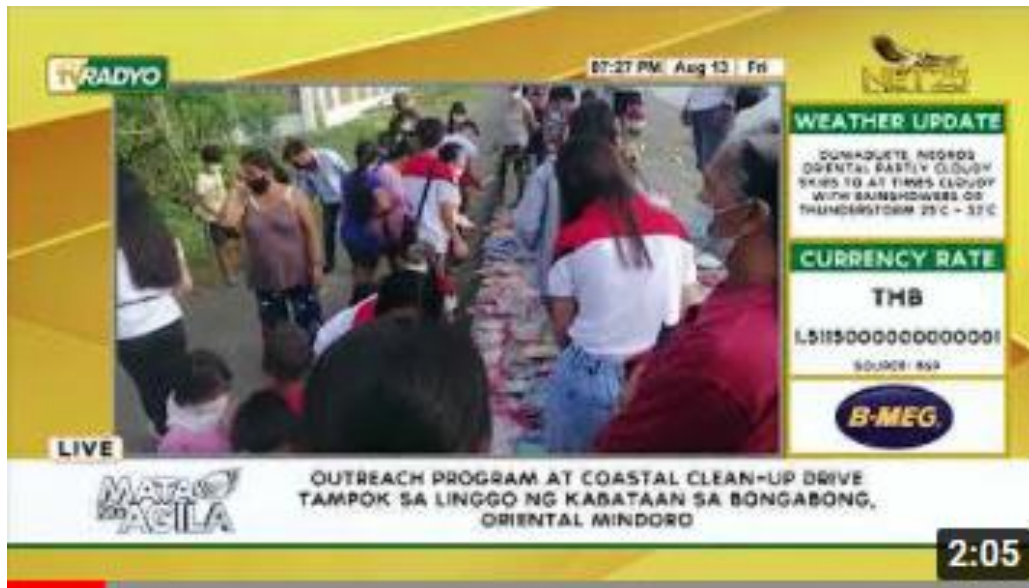 TV RADYO
07:27 PM Aug 13 Fri
NET25
WEATHER UPDATE
DUMAGUETE, NEGROS
ORIENTAL PARTLY CLOUDY
SKIES TO AT TIMES CLOUDY
WITH RAINSHOWERS OR
THUNDERSTORM 25°C - 32°C
CURRENCY RATE
THB
1.5115000000000001
SOURCE: BSP
B-MEG
LIVE
MATA NG AGILA
OUTREACH PROGRAM AT COASTAL CLEAN-UP DRIVE
TAMPOK SA LINGGO NG KABATAAN SA BONGABONG,
ORIENTAL MINDORO
2:05